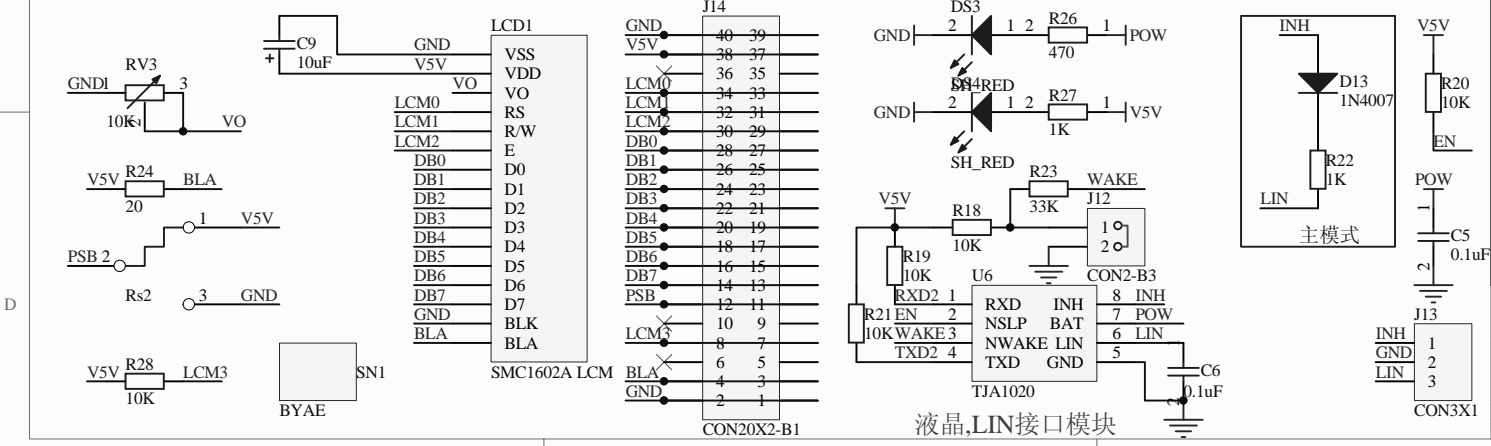 D
C9
10uF
RV3
GND1
3
10K
2
VO
V5V
R24
BLA
20
1
V5V
PSB 2
Rs2
3
GND
V5V
R28
LCM3
10K
SN1
BYAE
LCD1
GND
VSS
V5V
VDD
VO
VO
LCM0
RS
LCM1
R/W
LCM2
E
DB0
D0
DB1
D1
DB2
D2
DB3
D3
DB4
D4
DB5
D5
DB6
D6
DB7
D7
GND
BLK
BLA
BLA
SMC1602A LCM
J14
GND 40 39
V5V 38 37
36 35
LCM0 34 33
LCM1 32 31
LCM2 30 29
DB0 28 27
DB1 26 25
DB2 24 23
DB3 22 21
DB4 20 19
DB5 18 17
DB6 16 15
DB7 14 13
PSB 12 11
10 9
LCM3 8 7
6 5
BLA 4 3
GND 2 1
CON20X2-B1
DS3
GND 2 1 2 R26 1 POW
470
SH_RED
DS4
GND 2 1 2 R27 1 V5V
1K
SH_RED
R23
WAKE
33K
J12
V5V
R18
1
10K
2
CON2-B3
R19
10K
U6
RXD2 1 RXD INH 8 INH
R21
10K
EN 2 NSLP BAT 7 POW
WAKE 3 NWAKE LIN 6 LIN
TXD2 4 TXD GND 5
TJA1020
1
C6
0.1uF
2
液晶,LIN接口模块
INH
D13
1N4007
R22
1K
LIN
主模式
V5V
R20
10K
EN
POW
1
C5
0.1uF
2
J13
INH 1
GND 2
LIN 3
CON3X1